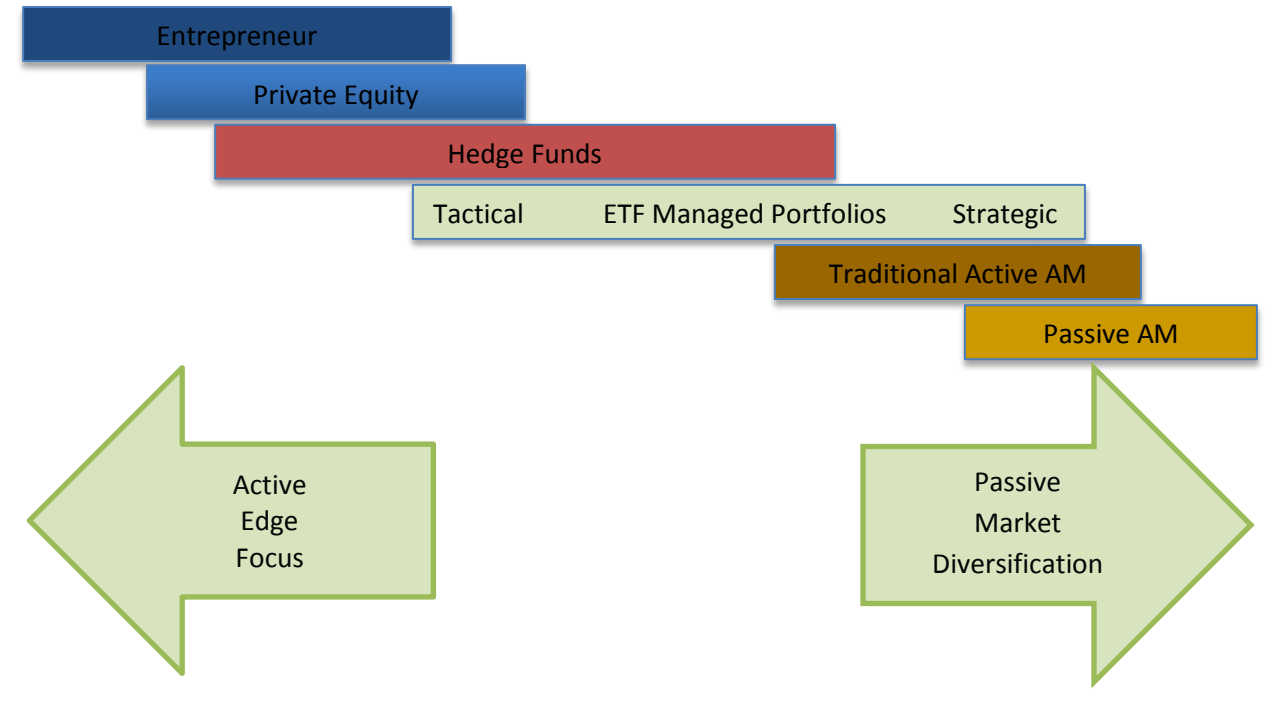 Entrepreneur
Private Equity
Hedge Funds
Tactical ETF Managed Portfolios Strategic
Traditional Active AM
Passive AM
Active
Edge
Focus
Passive
Market
Diversification